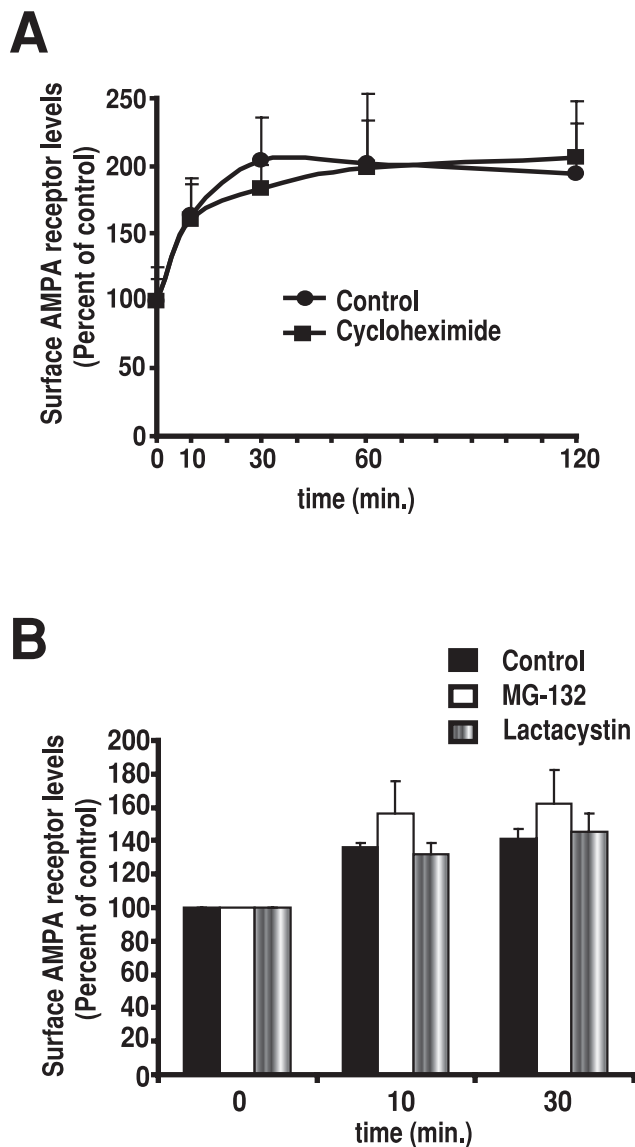 A
Surface AMPA receptor levels
(Percent of control)
250
200
150
100
50
0
Control
Cycloheximide
0 10 30 60 120
time (min.)
B
Control
MG-132
Lactacystin
Surface AMPA receptor levels
(Percent of control)
200
180
160
140
120
100
80
60
40
20
0
0 10 30
time (min.)